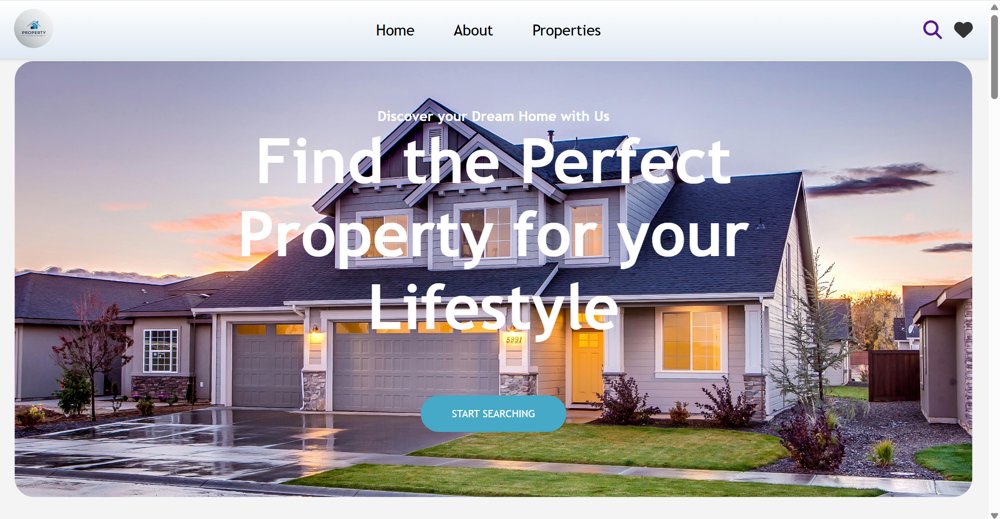 PROPERTY
Home About Properties
Discover your Dream Home with Us
Find the Perfect
Property for your
Lifestyle
5991
START SEARCHING